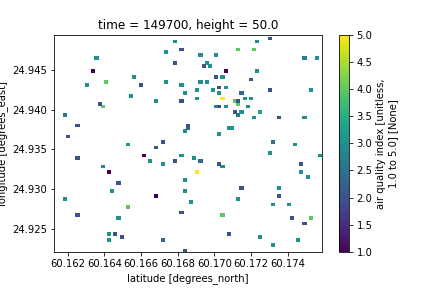 time = 149700, height = 50.0
24.945
24.940
24.935
24.930
24.925
longitude [degrees_east]
60.162 60.164 60.166 60.168 60.170 60.172 60.174
latitude [degrees_north]
5.0
4.5
4.0
3.5
3.0
2.5
2.0
1.5
1.0
air quality index [unitless,
1.0 to 5.0] [None]